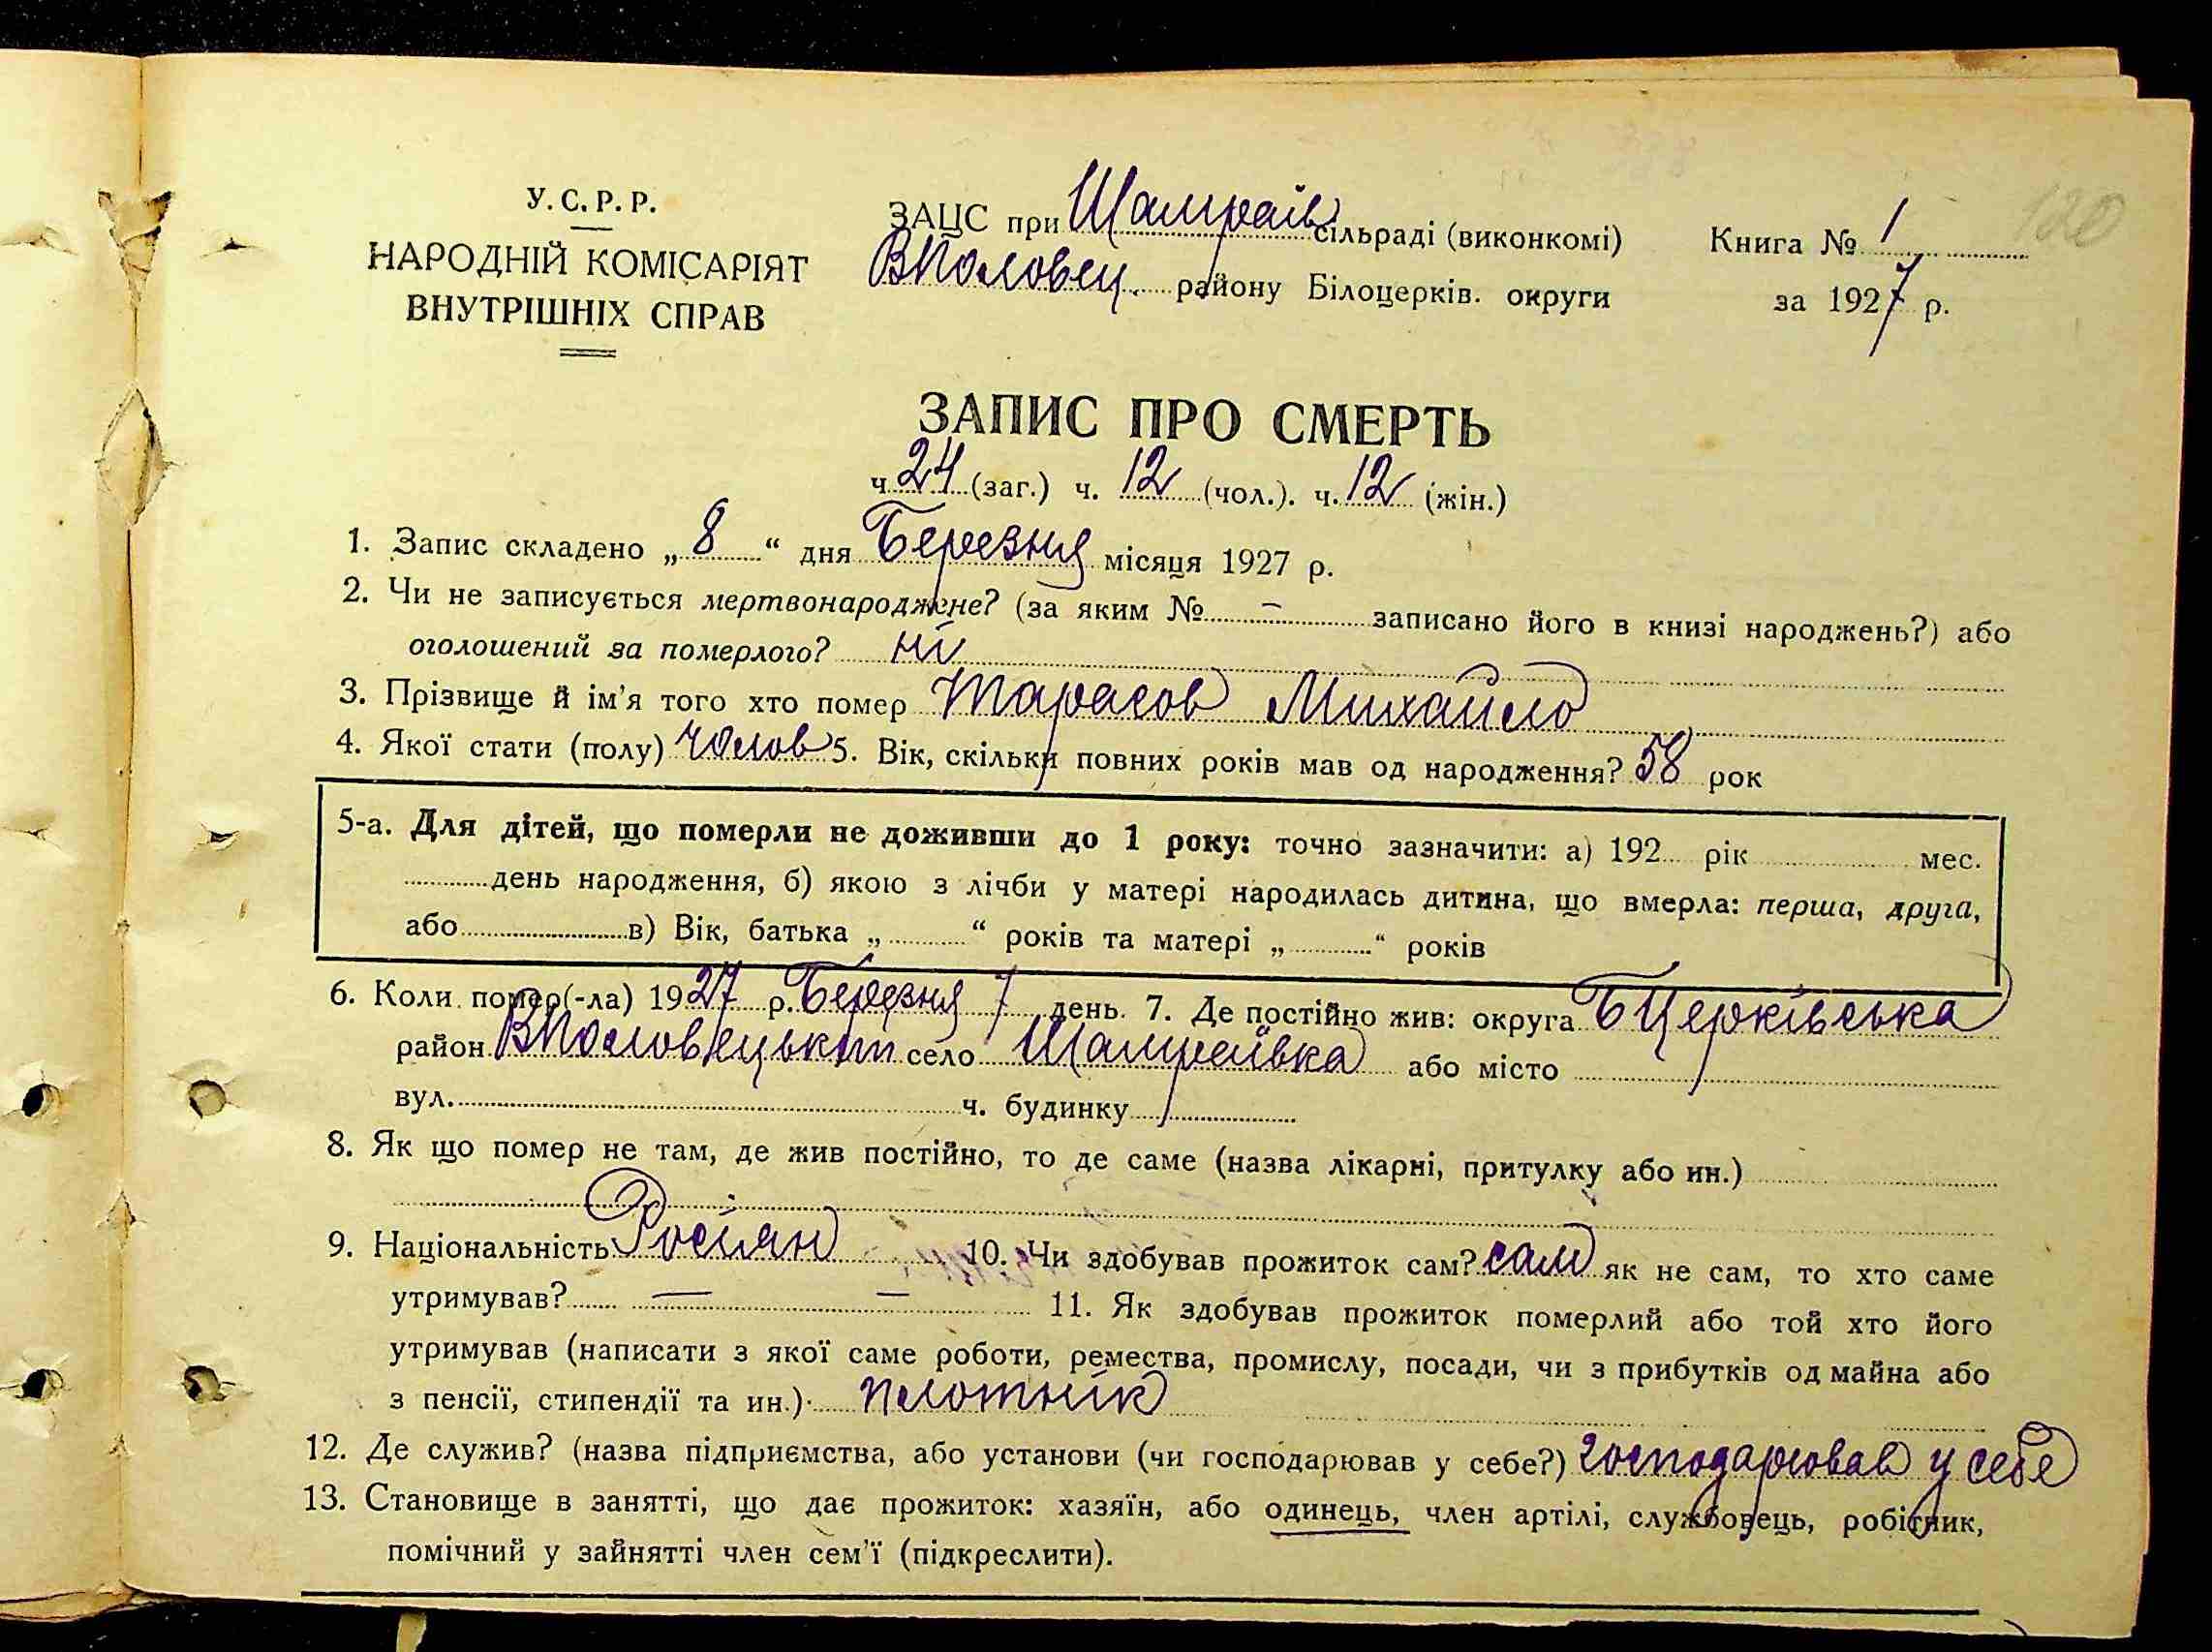 120
У. С. Р. Р.
НАРОДНІЙ КОМІСАРІЯТ
ВНУТРІШНІХ СПРАВ
ЗАЦС при Шамраїв сільраді (виконкомі)
ВПоловец. району Білоцерків. округи
Книга № 1
за 1927 р.
ЗАПИС ПРО СМЕРТЬ
ч. 24 (заг.) ч. 12 (чол.). ч. 12 (жін.)
1. Запис складено „ 8 “ дня Березня місяця 1927 р.
2. Чи не записується мертвонароджене? (за яким № – записано його в книзі народжень?) або
оголошений за померлого? ні
3. Прізвище й ім'я того хто помер Тарасов Михайло
4. Якої стати (полу) чолов 5. Вік, скільки повних років мав од народження? 58 рок
5-а. Для дітей, що померли не доживши до 1 року: точно зазначити: а) 192 рік мес.
день народження, б) якою з лічби у матері народилась дитина, що вмерла: перша, друга,
або в) Вік, батька „ “ років та матері „ “ років
6. Коли помер(-ла) 1927 р. Березня 7 день. 7. Де постійно жив: округа БЦерківська
район ВПоловецький село Шамраївка або місто
вул. ч. будинку
8. Як що помер не там, де жив постійно, то де саме (назва лікарні, притулку або ин.)
9. Національність Росіян 10. Чи здобував прожиток сам? сам як не сам, то хто саме
утримував? — — 11. Як здобував прожиток померлий або той хто його
утримував (написати з якої саме роботи, ремества, промислу, посади, чи з прибутків од майна або
з пенсії, стипендії та ин.) плотнік
12. Де служив? (назва підприємства, або установи (чи господарював у себе?) господарював у себе
13. Становище в занятті, що дає прожиток: хазяїн, або одинець, член артілі, службовець, робітник,
помічний у зайнятті член сем'ї (підкреслити).